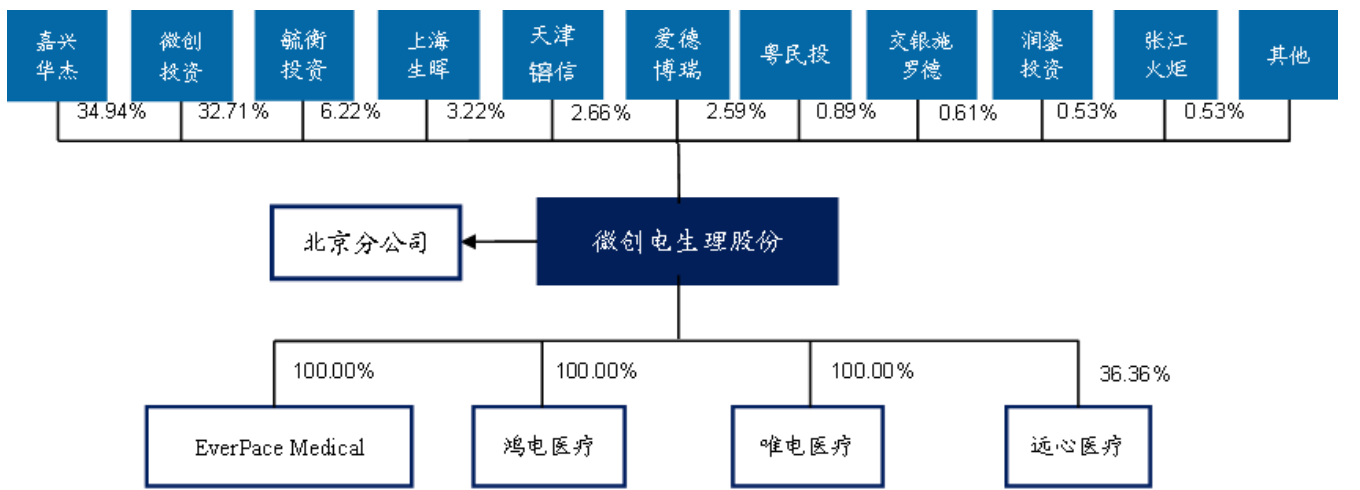 嘉兴
华杰
微创
投资
毓衡
投资
上海
生晖
天津
镕信
爱德
博瑞
粤民投
交银施
罗德
润鎏
投资
张江
火炬
其他
34.94%
32.71%
6.22%
3.22%
2.66%
2.59%
0.89%
0.61%
0.53%
0.53%
北京分公司
微创电生理股份
100.00%
100.00%
100.00%
36.36%
EverPace Medical
鸿电医疗
唯电医疗
远心医疗